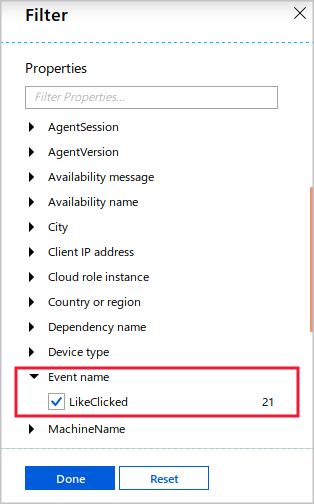 Filter
Properties
Filter Properties...
AgentSession
AgentVersion
Availability message
Availability name
City
Client IP address
Cloud role instance
Country or region
Dependency name
Device type
Event name
LikeClicked 21
MachineName
Done Reset